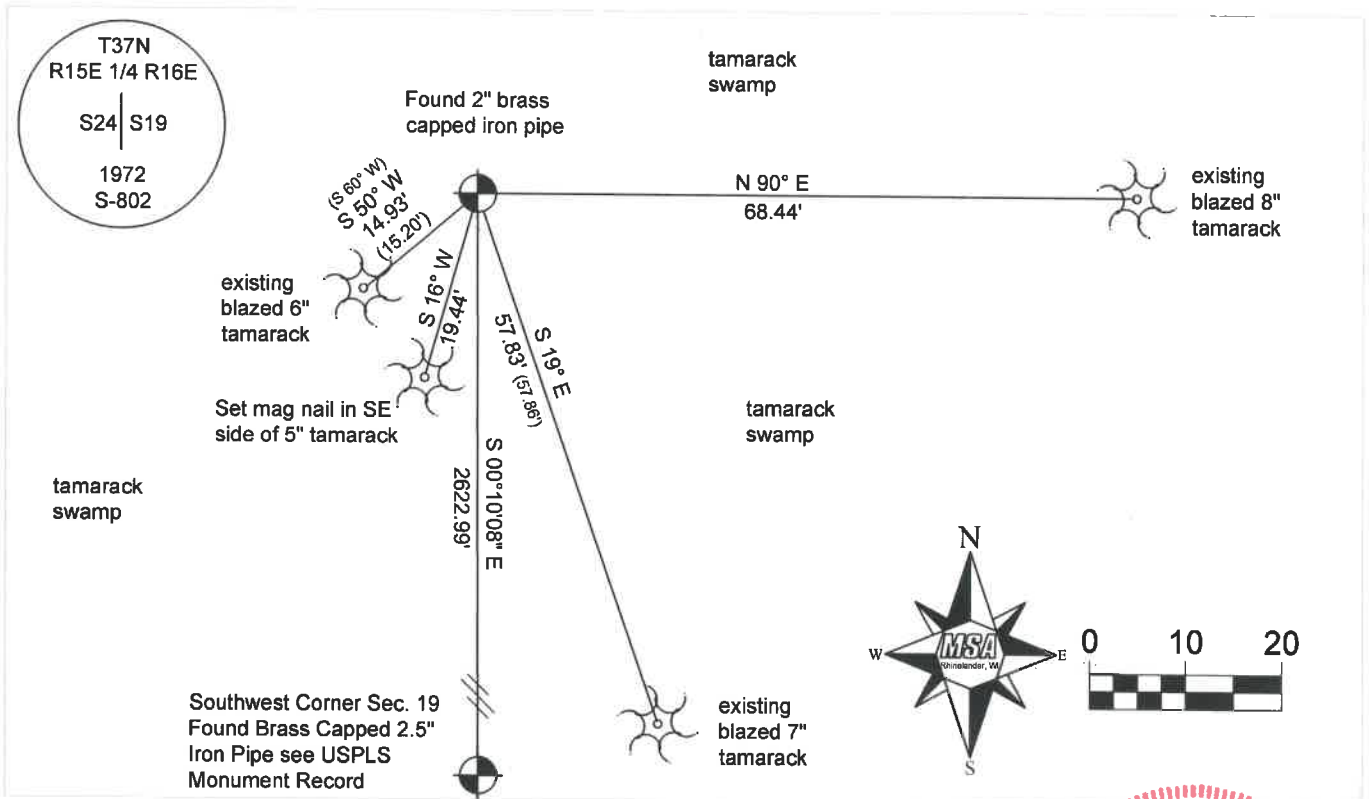 T37N
R15E 1/4 R16E
S24 S19
1972
S-802
Found 2" brass
capped iron pipe
tamarack
swamp
(S 60° W)
S 50° W
14.93'
(15.20')
N 90° E
68.44'
existing
blazed 8"
tamarack
existing
blazed 6"
tamarack
S 16° W
19.44'
S 19° E
57.83' (57.86')
Set mag nail in SE
side of 5" tamarack
tamarack
swamp
tamarack
swamp
S 00°10'08" E
2622.99'
N
W
MSA
Rhinelander, WI
E
S
0 10 20
Southwest Corner Sec. 19
Found Brass Capped 2.5"
Iron Pipe see USPLS
Monument Record
existing
blazed 7"
tamarack